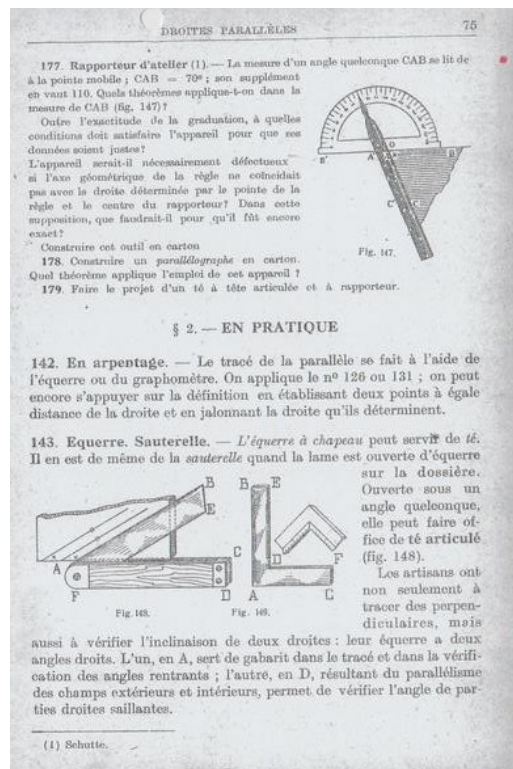 DROITES PARALLÈLES 75
177. Rapporteur d'atelier (1). — La mesure d'un angle quelconque CAB se lit de
à la pointe mobile ; CAB = 70° ; son supplément
en vaut 110. Quels théorèmes applique-t-on dans la
mesure de CAB (fig. 147) ?
Outre l'exactitude de la graduation, à quelles
conditions doit satisfaire l'appareil pour que ses
données soient justes ?
L'appareil serait-il nécessairement défectueux
si l'axe géométrique de la règle ne coïncidait
pas avec la droite déterminée par le pointe de la
règle et le centre du rapporteur ? Dans cette
supposition, que faudrait-il pour qu'il fût encore
exact ?
Construire cet outil en carton
B' A' O A B
C' C
Fig. 147.
178. Construire un parallélographe en carton.
Quel théorème applique l'emploi de cet appareil ?
179. Faire le projet d'un té à tête articulée et à rapporteur.
§ 2. — EN PRATIQUE
142. En arpentage. — Le tracé de la parallèle se fait à l'aide de
l'équerre ou du graphomètre. On applique le nº 126 ou 131 ; on peut
encore s'appuyer sur la définition en établissant deux points à égale
distance de la droite et en jalonnant la droite qu'ils déterminent.
143. Equerre. Sauterelle. — L'équerre à chapeau peut servir de té.
Il en est de même de la sauterelle quand la lame est ouverte d'équerre
sur la dossière.
Ouverte sous un
angle quelconque,
elle peut faire of-
fice de té articulé
(fig. 148).
Les artisans ont
non seulement à
tracer des perpen-
diculaires, mais
B E A C F D
Fig. 148.
B E D F A C
Fig. 149.
aussi à vérifier l'inclinaison de deux droites : leur équerre a deux
angles droits. L'un, en A, sert de gabarit dans le tracé et dans la vérifi-
cation des angles rentrants ; l'autre, en D, résultant du parallélisme
des champs extérieurs et intérieurs, permet de vérifier l'angle de par-
ties droites saillantes.
(1) Schutte.